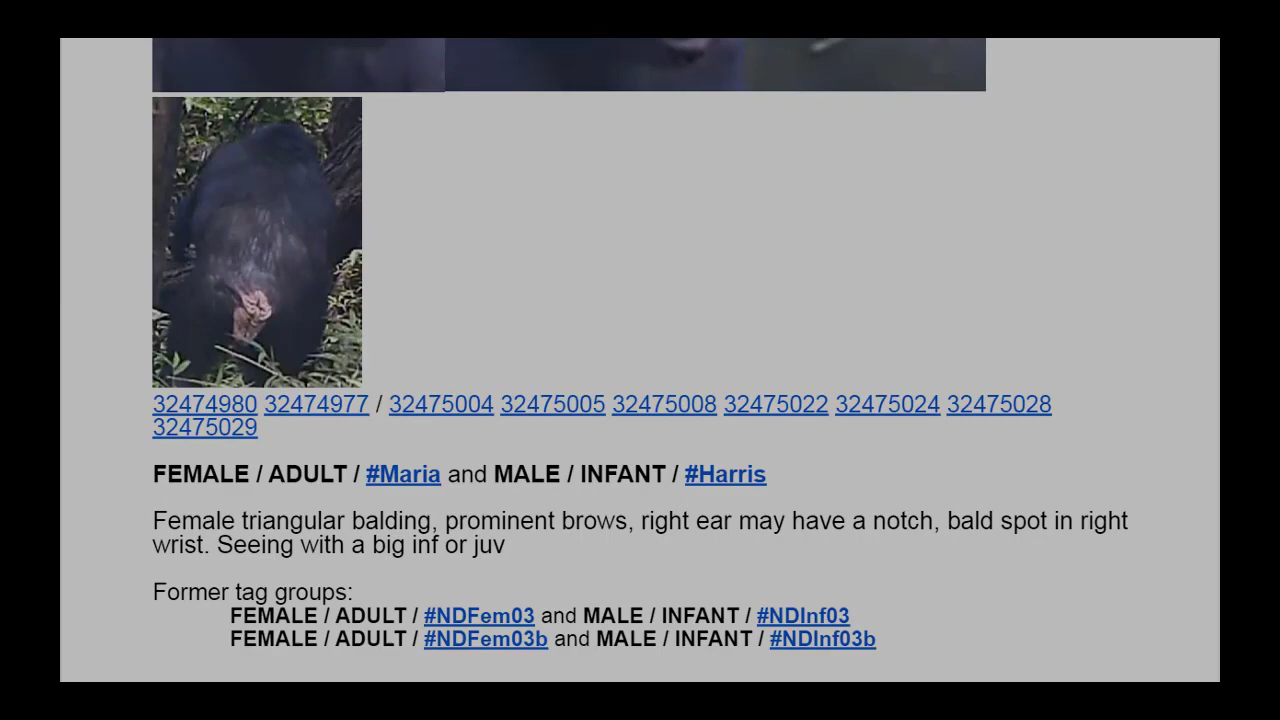 32474980 32474977 / 32475004 32475005 32475008 32475022 32475024 32475028
32475029
FEMALE / ADULT / #Maria and MALE / INFANT / #Harris
Female triangular balding, prominent brows, right ear may have a notch, bald spot in right
wrist. Seeing with a big inf or juv
Former tag groups:
FEMALE / ADULT / #NDFem03 and MALE / INFANT / #NDInf03
FEMALE / ADULT / #NDFem03b and MALE / INFANT / #NDInf03b